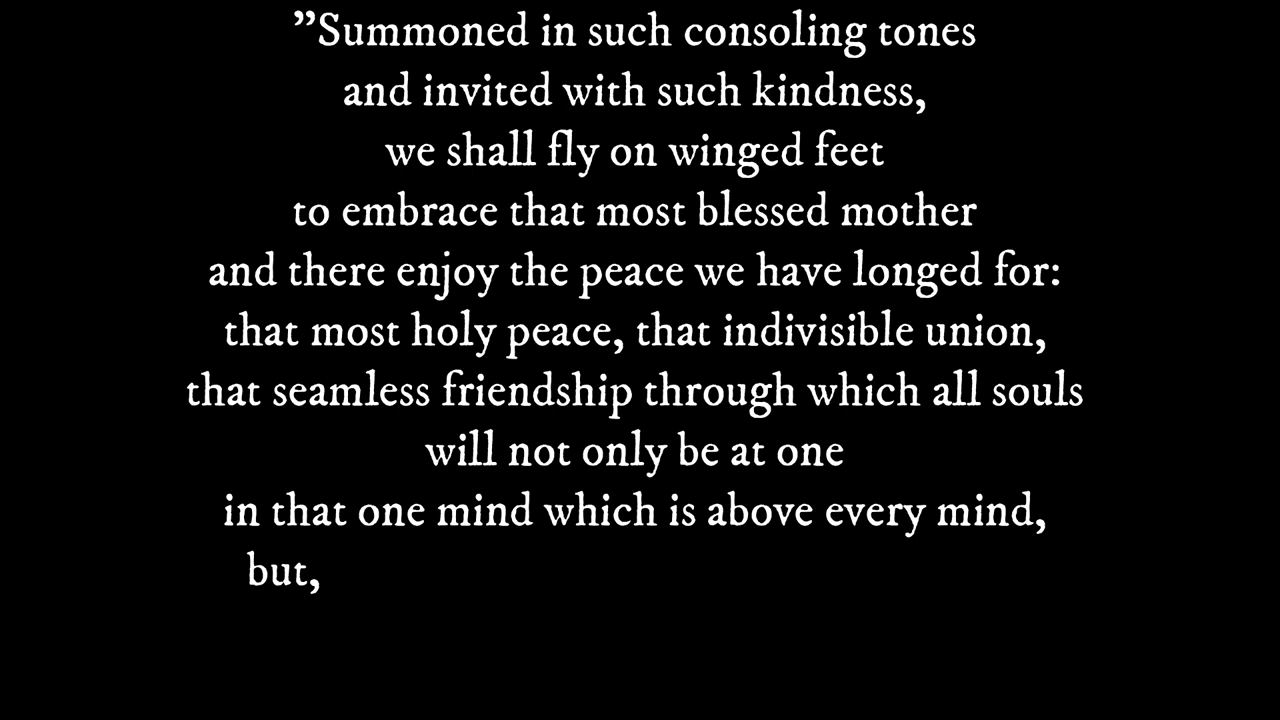 ”Summoned in such consoling tones
and invited with such kindness,
we shall fly on winged feet
to embrace that most blessed mother
and there enjoy the peace we have longed for:
that most holy peace, that indivisible union,
that seamless friendship through which all souls
will not only be at one
in that one mind which is above every mind,
but,